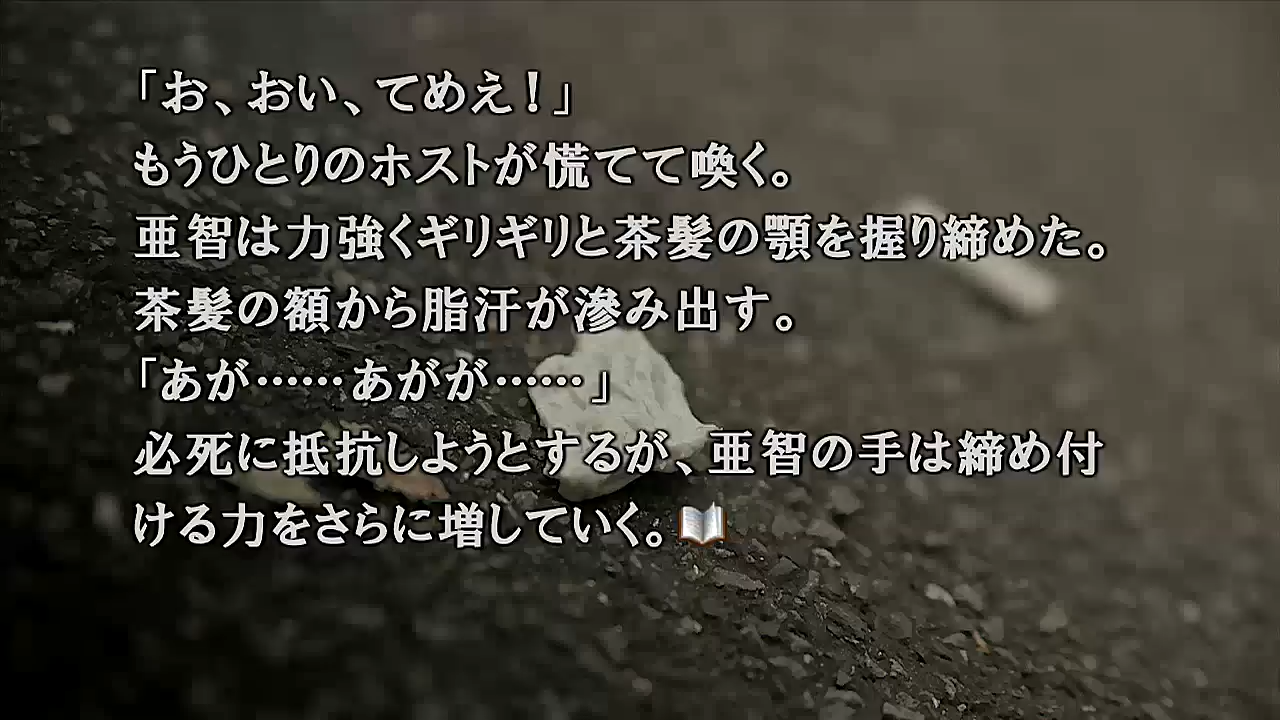 「お、おい、てめえ！」
もうひとりのホストが慌てて喚く。
亜智は力強くギリギリと茶髪の顎を握り締めた。
茶髪の額から脂汗が滲み出す。
「あが……あがが……」
必死に抵抗しようとするが、亜智の手は締め付
ける力をさらに増していく。